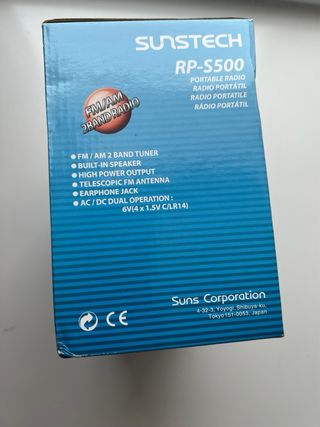 SUNSTECH
RP-S500
PORTABLE RADIO
RADIO PORTÁTIL
RADIO PORTATILE
RÁDIO PORTÁTIL
FM/AM
2BAND RADIO
FM / AM 2 BAND TUNER
BUILT-IN SPEAKER
HIGH POWER OUTPUT
TELESCOPIC FM ANTENNA
EARPHONE JACK
AC / DC DUAL OPERATION :
6V(4 x 1.5V C/LR14)
Suns Corporation
4-32-3, Yoyogi, Shibuya-ku,
Tokyo151-0053, Japan
CE